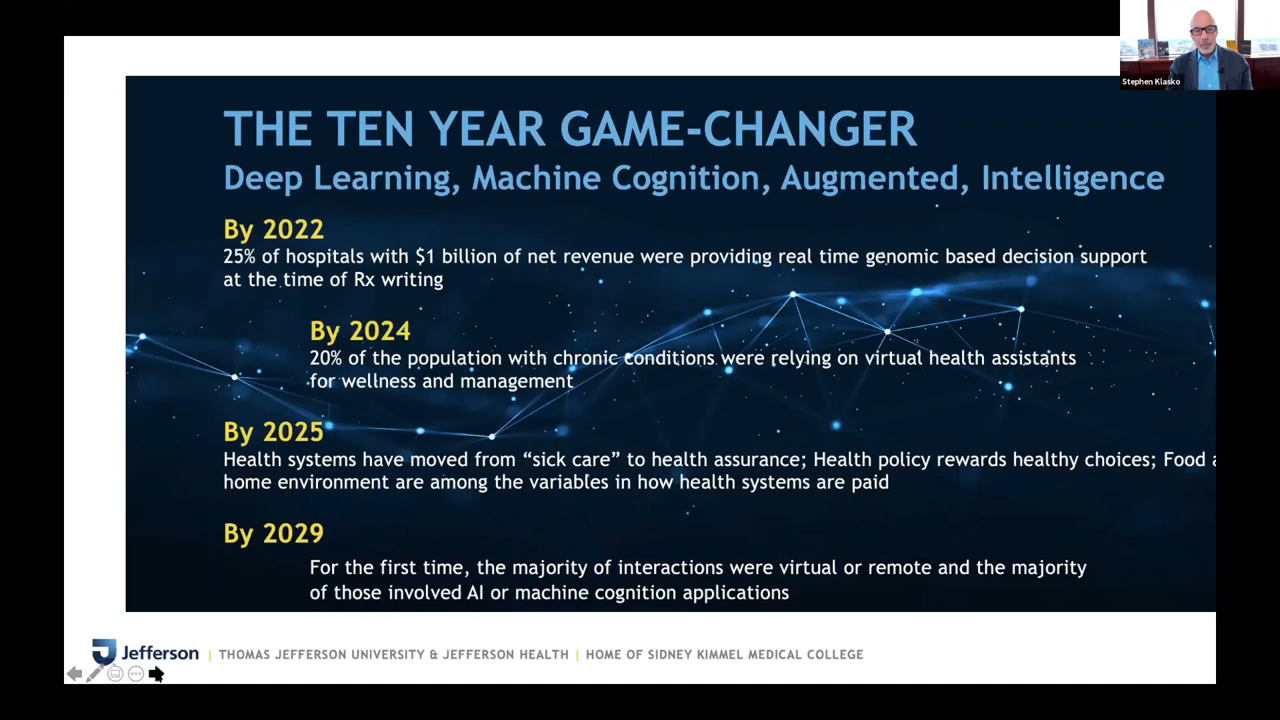 Stephen Klasko
THE TEN YEAR GAME-CHANGER
Deep Learning, Machine Cognition, Augmented, Intelligence
By 2022
25% of hospitals with $1 billion of net revenue were providing real time genomic based decision support
at the time of Rx writing
By 2024
20% of the population with chronic conditions were relying on virtual health assistants
for wellness and management
By 2025
Health systems have moved from “sick care” to health assurance; Health policy rewards healthy choices; Food
home environment are among the variables in how health systems are paid
By 2029
For the first time, the majority of interactions were virtual or remote and the majority
of those involved AI or machine cognition applications
Jefferson | THOMAS JEFFERSON UNIVERSITY & JEFFERSON HEALTH | HOME OF SIDNEY KIMMEL MEDICAL COLLEGE